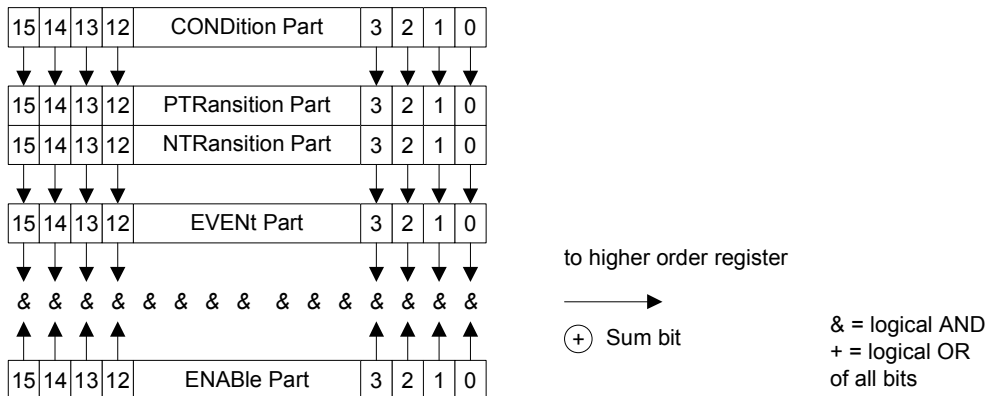 15 14 13 12 CONDition Part 3 2 1 0
15 14 13 12 PTRansition Part 3 2 1 0
15 14 13 12 NTRansition Part 3 2 1 0
15 14 13 12 EVENt Part 3 2 1 0
to higher order register
& & & & & & & & & & & & & & & &
+ Sum bit
& = logical AND
+ = logical OR
of all bits
15 14 13 12 ENABle Part 3 2 1 0